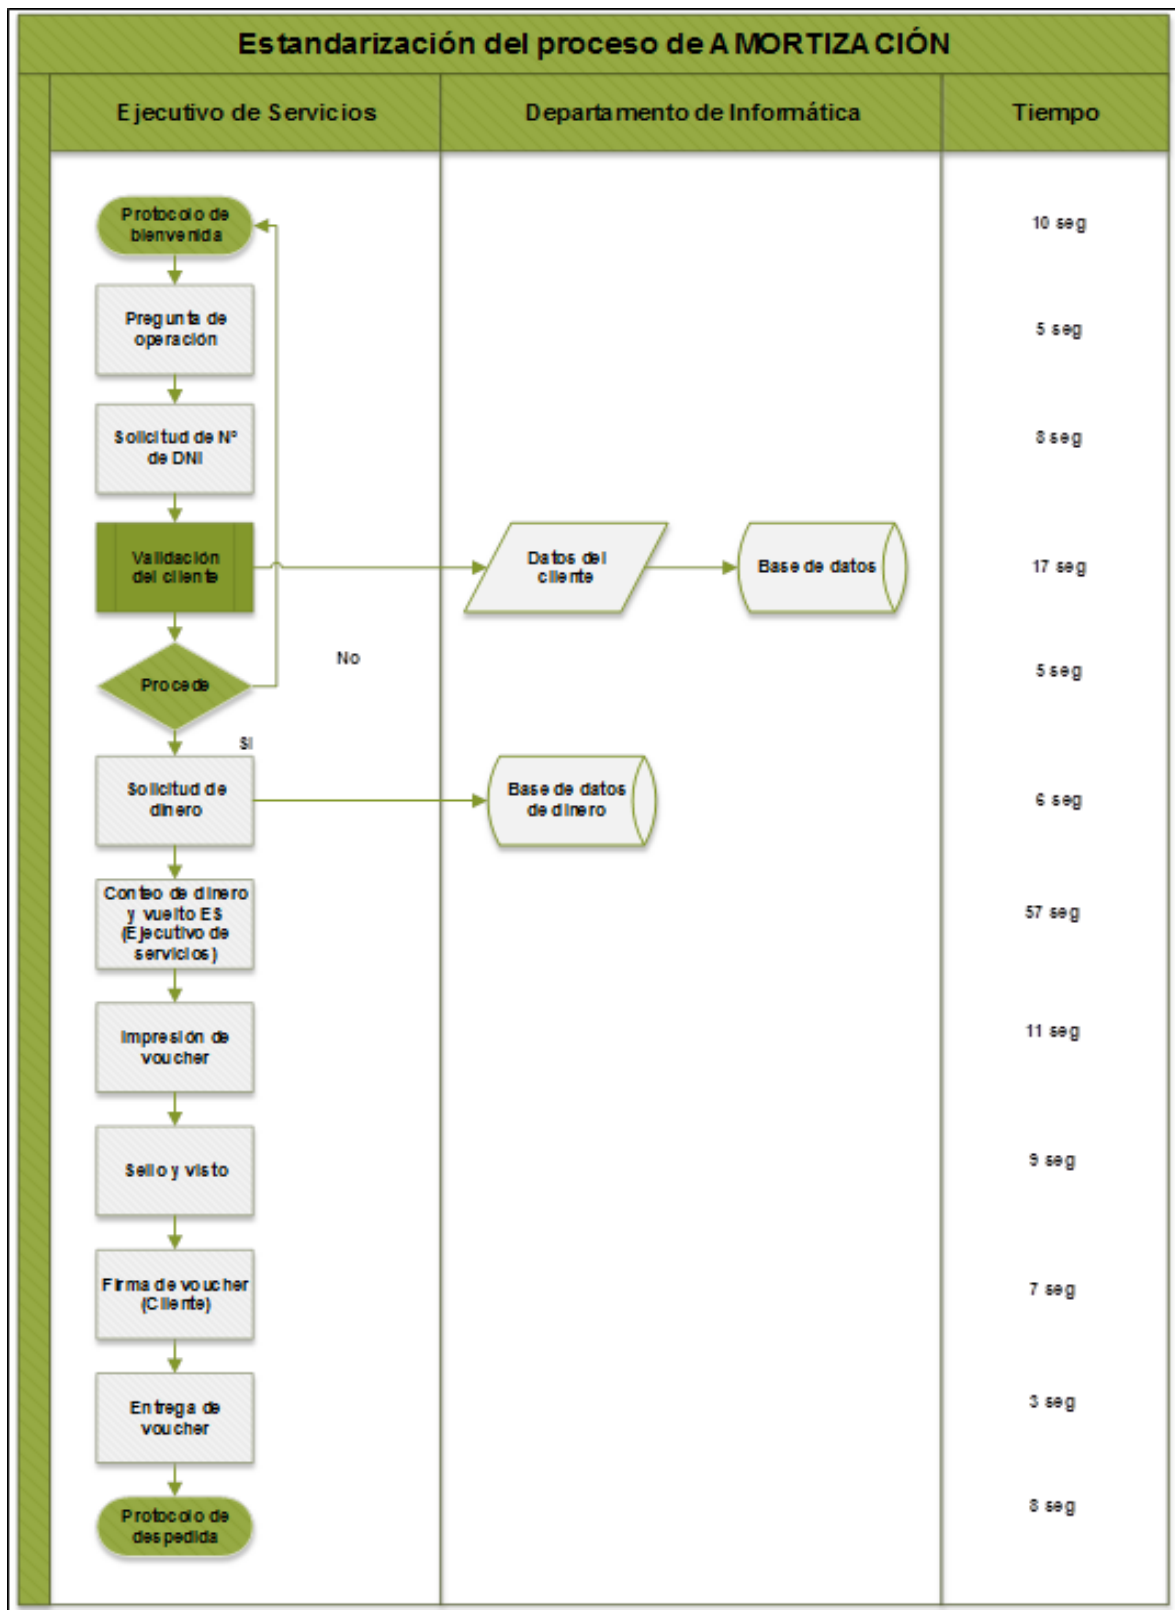 Estandarización del proceso de AMORTIZACIÓN
Ejecutivo de Servicios
Departamento de Informática
Tiempo
Protocolo de
bienvenida
10 seg
Pregunta de
operación
5 seg
Solicitud de Nº
de DNI
8 seg
Validación
del cliente
Datos del
cliente
Base de datos
17 seg
No
Procede
5 seg
Si
Solicitud de
dinero
Base de datos
de dinero
6 seg
Conteo de dinero
y vuelto ES
(Ejecutivo de
servicios)
57 seg
Impresión de
voucher
11 seg
Sello y visto
9 seg
Firma de voucher
(Cliente)
7 seg
Entrega de
voucher
3 seg
Protocolo de
despedida
8 seg